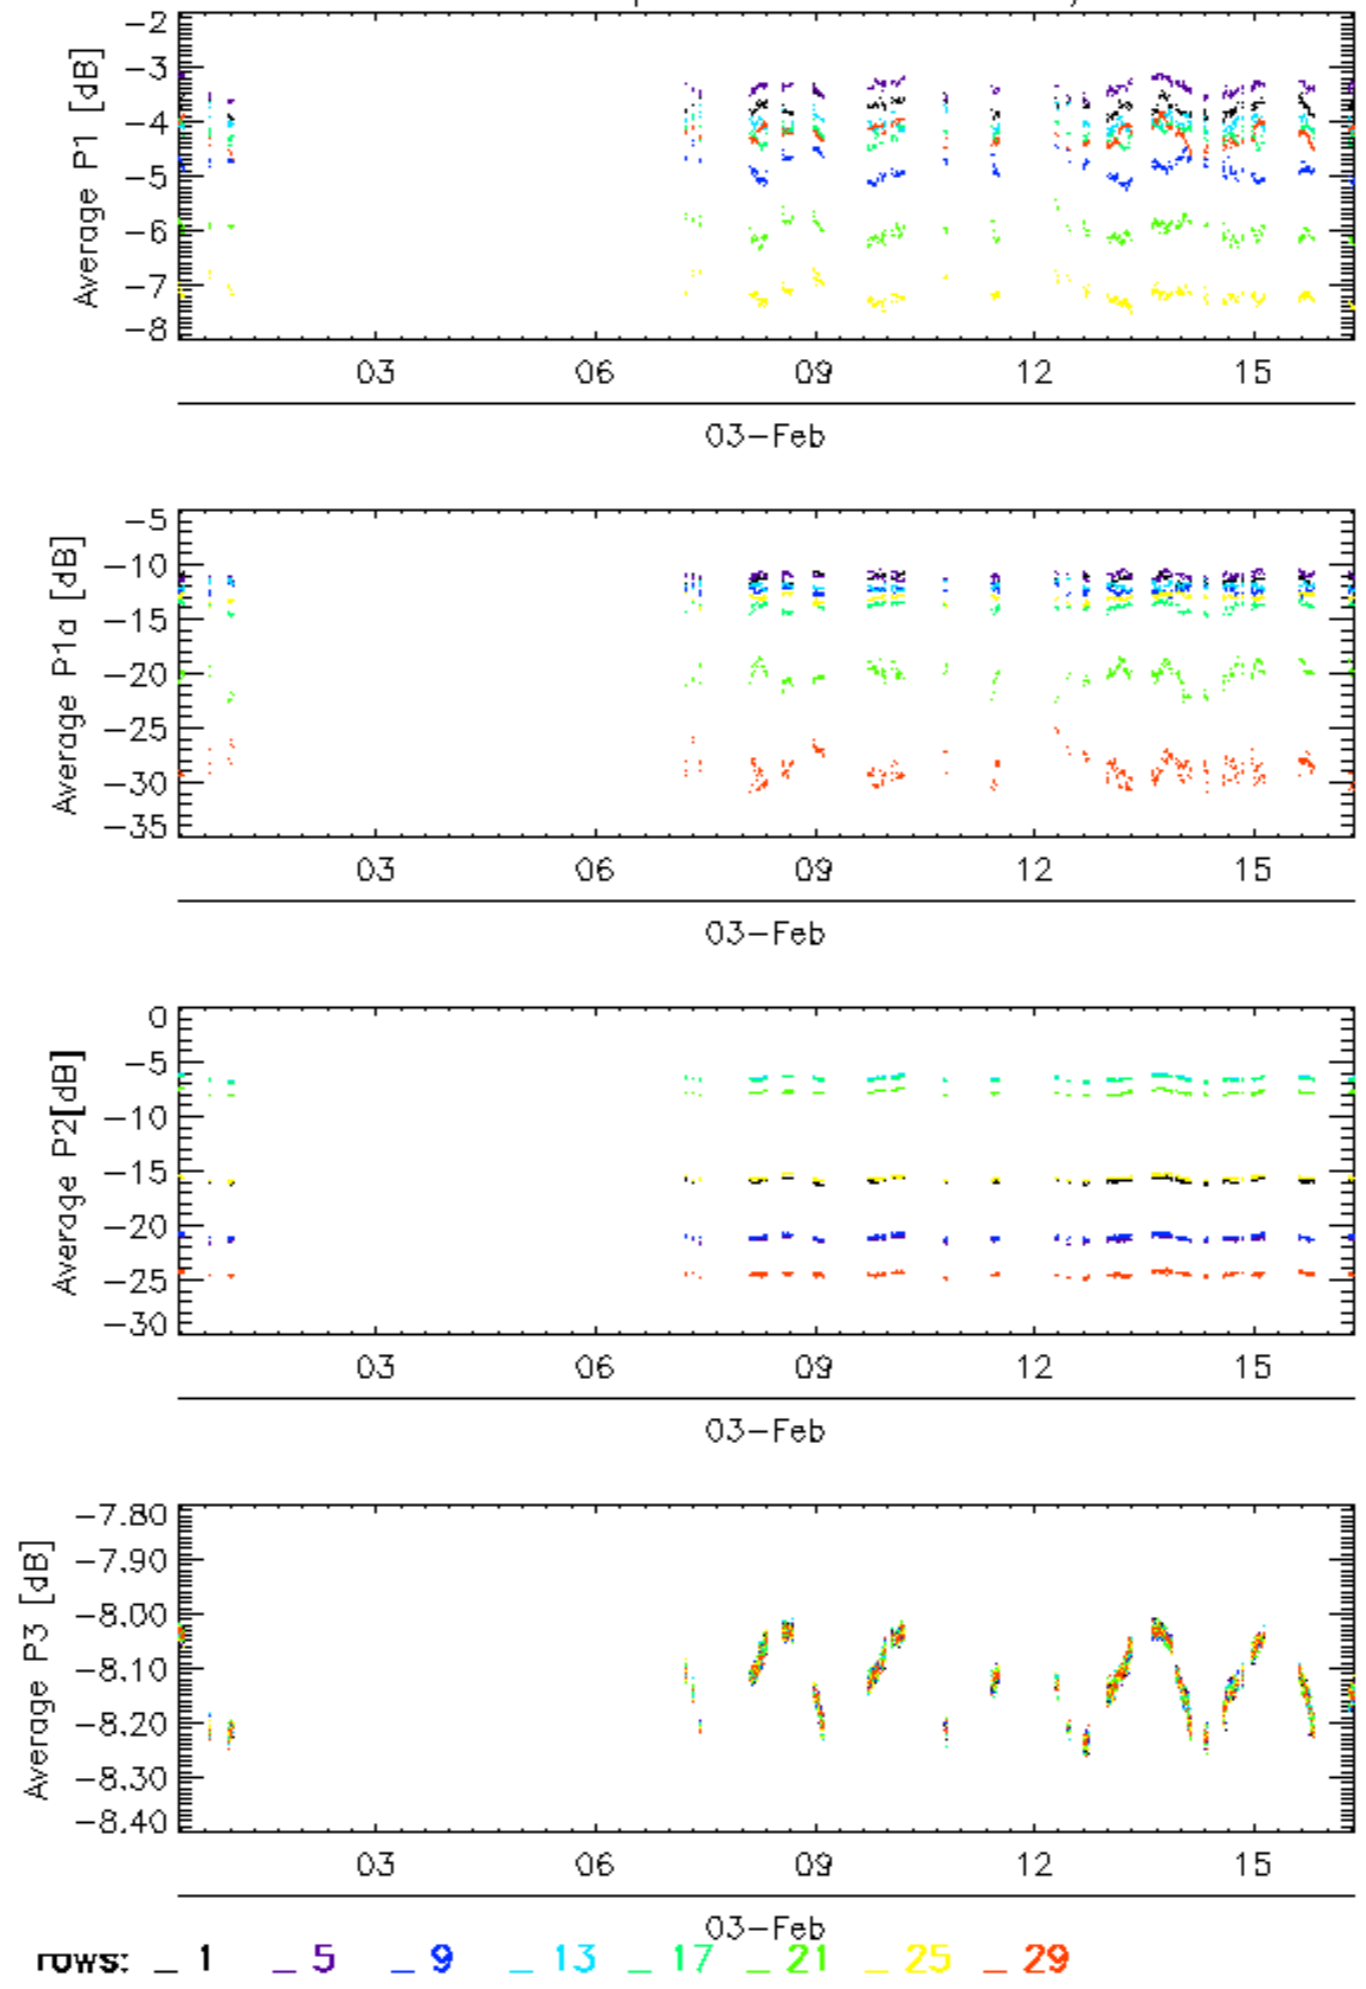 -2
-3
-4
-5
-6
-7
-8
Average P1 [dB]
03 06 09 12 15
03-Feb
-5
-10
-15
-20
-25
-30
-35
Average P1a [dB]
03 06 09 12 15
03-Feb
0
-5
-10
-15
-20
-25
-30
Average P2[dB]
03 06 09 12 15
03-Feb
-7.80
-7.90
-8.00
-8.10
-8.20
-8.30
-8.40
Average P3 [dB]
03 06 09 12 15
03-Feb
rows: _ 1 _ 5 _ 9 _ 13 _ 17 _ 21 _ 25 _ 29